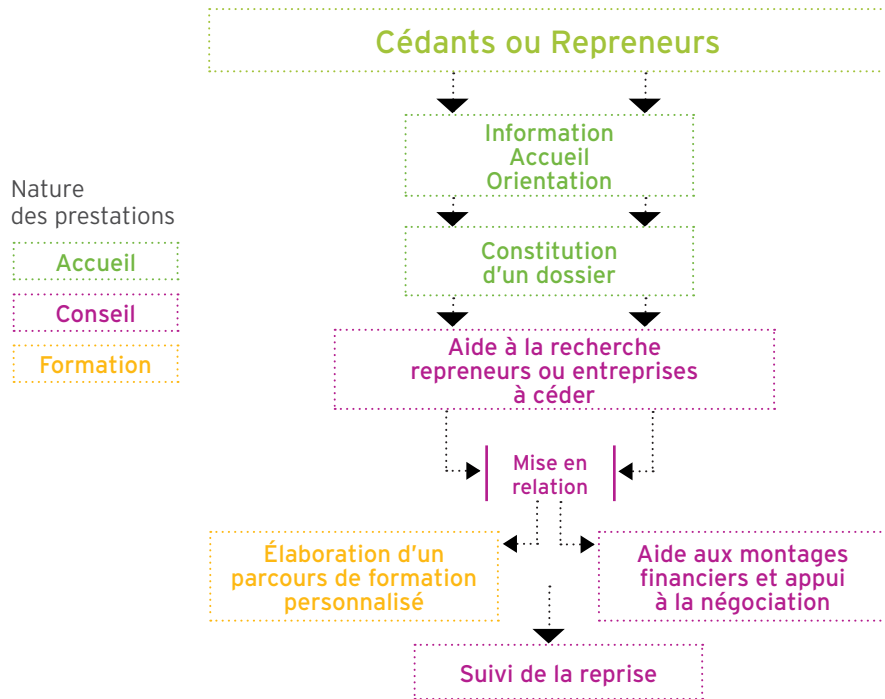 Cédants ou Repreneurs
Information
Accueil
Orientation
Nature
des prestations
Accueil
Conseil
Formation
Constitution
d'un dossier
Aide à la recherche
repreneurs ou entreprises
à céder
Mise en
relation
Élaboration d'un
parcours de formation
personnalisé
Aide aux montages
financiers et appui
à la négociation
Suivi de la reprise